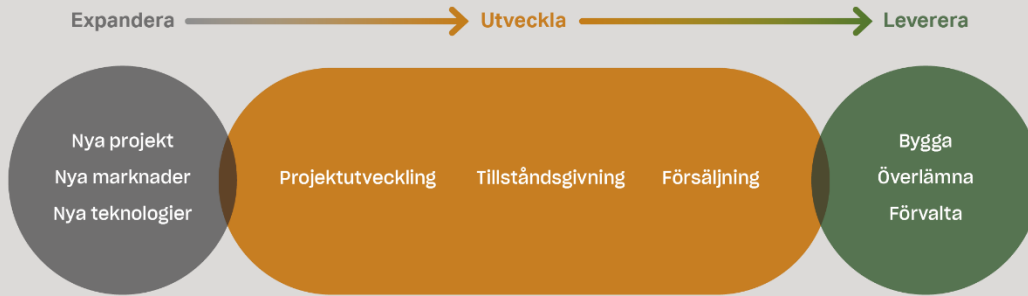 Expandera
Utveckla
Leverera
Nya projekt
Nya marknader
Nya teknologier
Projektutveckling
Tillståndsgivning
Försäljning
Bygga
Överlämna
Förvalta